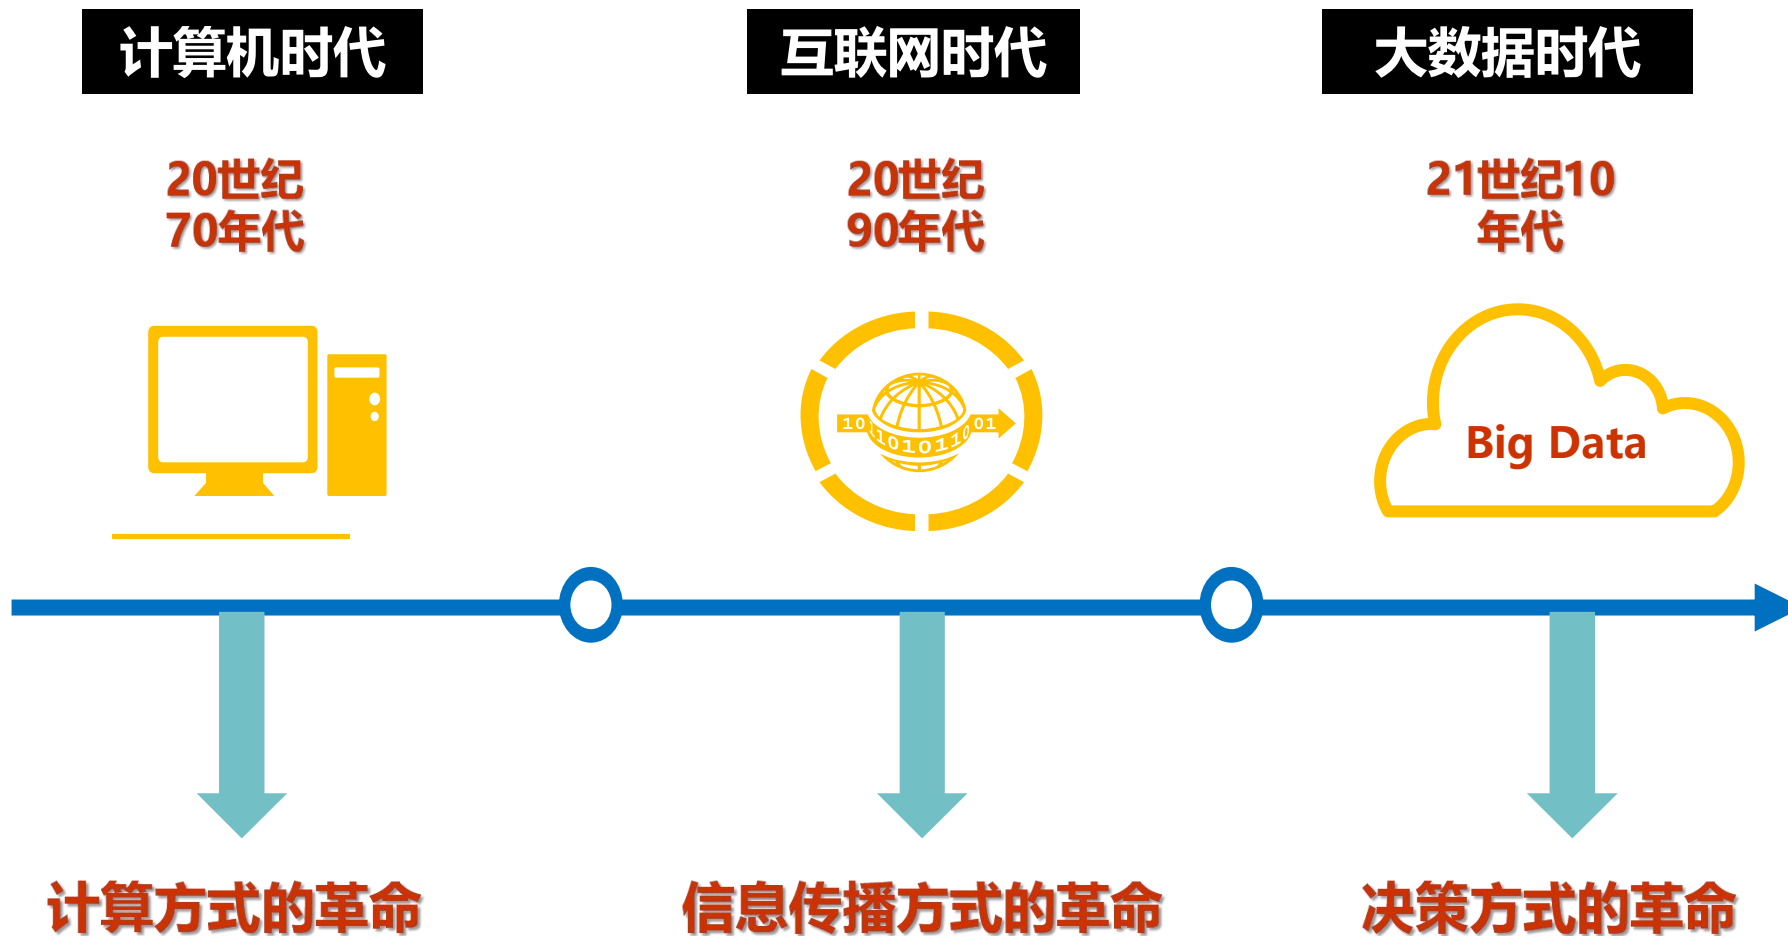 计算机时代
互联网时代
大数据时代
20世纪
70年代
20世纪
90年代
21世纪10
年代
10
11010110
01
Big Data
计算方式的革命
信息传播方式的革命
决策方式的革命